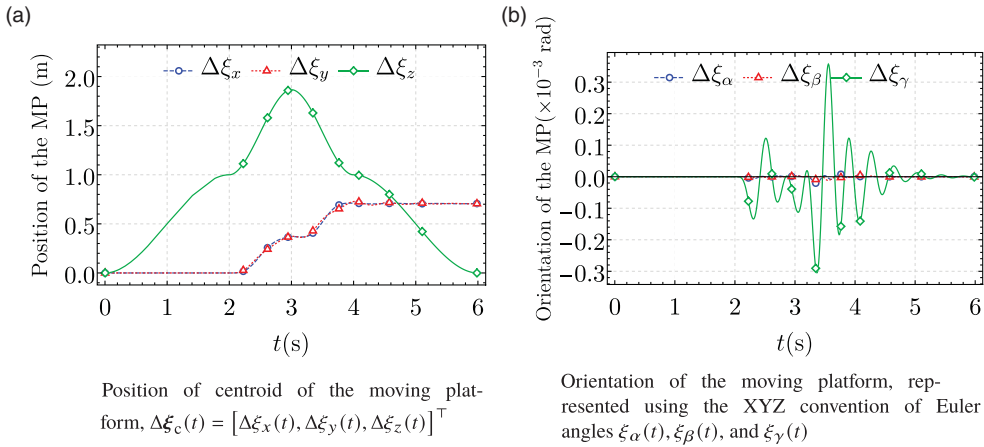 (a)
Position of the MP (m)
2.0
1.5
1.0
0.5
0.0
Δξx Δξy Δξz
0 1 2 3 4 5 6
t(s)
Position of centroid of the moving plat-
form, Δξc(t) = [Δξx(t), Δξy(t), Δξz(t)]⊤
(b)
Orientation of the MP(×10⁻³ rad)
0.3
0.2
0.1
0.0
−0.1
−0.2
−0.3
Δξα Δξβ Δξγ
0 1 2 3 4 5 6
t(s)
Orientation of the moving platform, rep-
resented using the XYZ convention of Euler
angles ξα(t), ξβ(t), and ξγ(t)